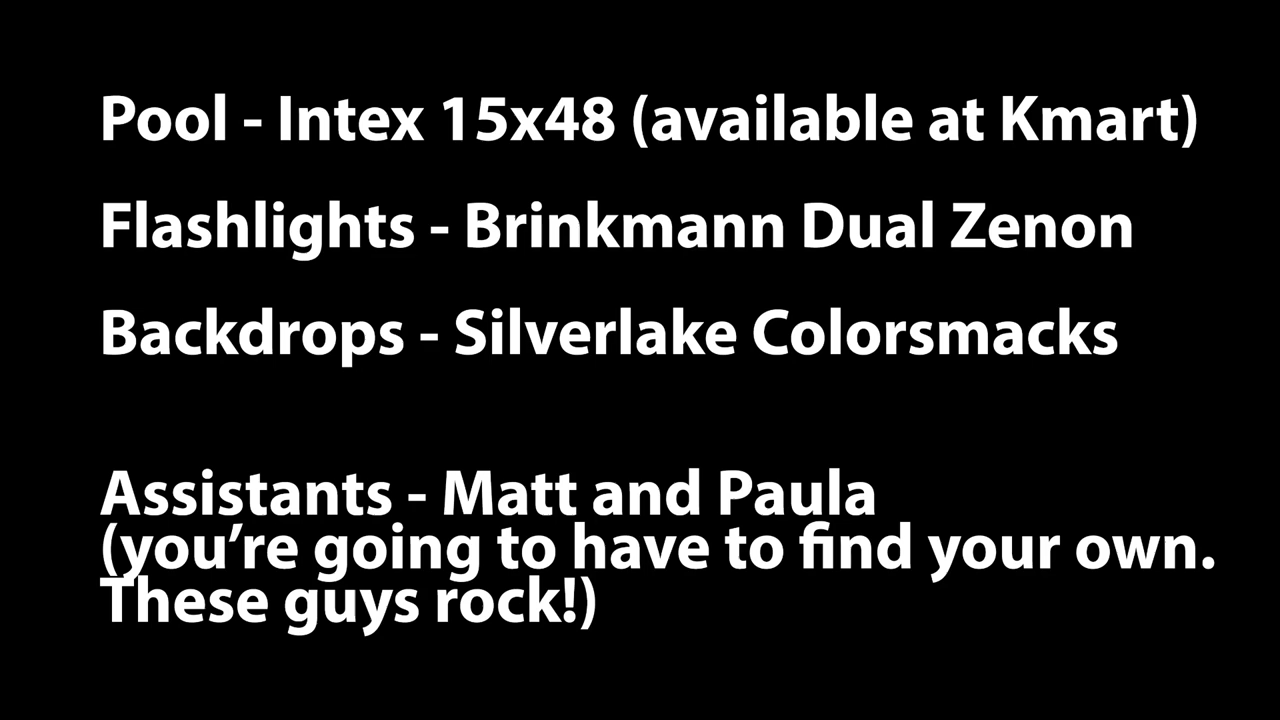 Pool - Intex 15x48 (available at Kmart)
Flashlights - Brinkmann Dual Zenon
Backdrops - Silverlake Colorsmacks
Assistants - Matt and Paula
(you’re going to have to find your own.
These guys rock!)